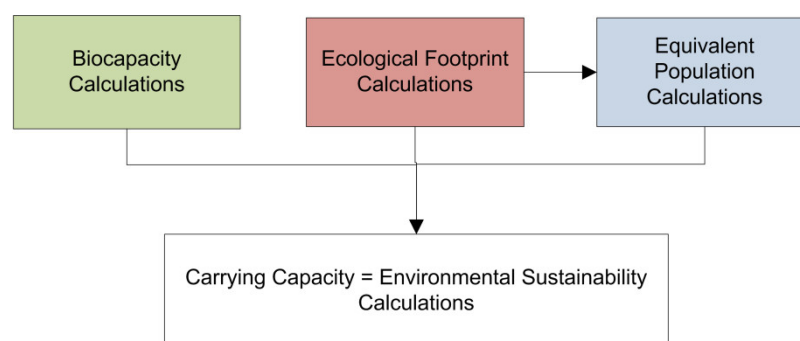 Biocapacity
Calculations
Ecological Footprint
Calculations
Equivalent
Population
Calculations
Carrying Capacity = Environmental Sustainability
Calculations